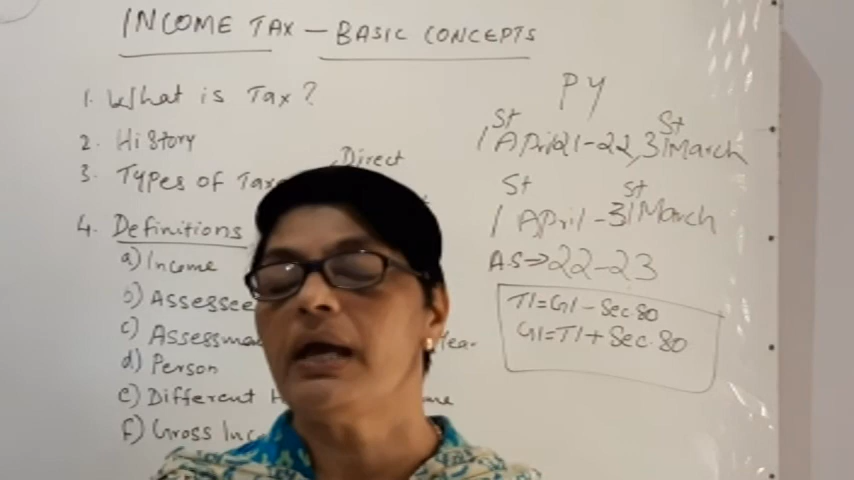 INCOME TAX – BASIC CONCEPTS
1. What is Tax?
2. History
3. Types of Tax
Direct
4. Definitions
a) Income
b) Assessee
c) Assessme
Year
d) Person
e) Different H
me
f) Gross Inc
PY
1st April 21-22, 31st March
1st April - 31st March
A.S⇒22-23
TI=GI - Sec.80
GI=TI + Sec.80